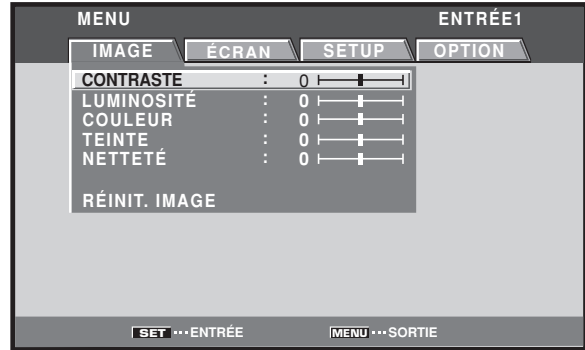 MENU ENTRÉE1
IMAGE ÉCRAN SETUP OPTION
CONTRASTE : 0
LUMINOSITÉ : 0
COULEUR : 0
TEINTE : 0
NETTETÉ : 0
RÉINIT. IMAGE
SET ··· ENTRÉE MENU ··· SORTIE